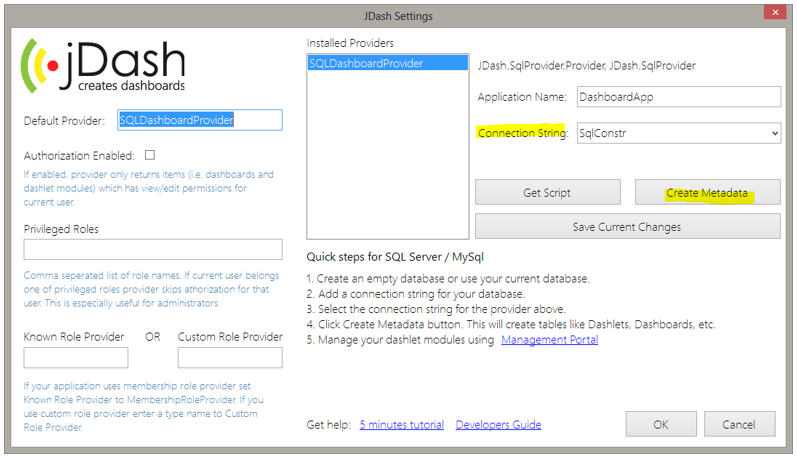 JDash Settings
jDash
creates dashboards
Default Provider:
SQLDashboardProvider
Authorization Enabled:
If enabled, provider only returns items (i.e. dashboards and
dashlet modules) which has view/edit permissions for
current user.
Privileged Roles
Comma seperated list of role names. If current user belongs
one of privileged roles provider skips athorization for that
user. This is especially useful for administrators.
Known Role Provider OR Custom Role Provider
If your application uses membership role provider set
Known Role Provider to MembershipRoleProvider. If you
use custom role provider enter a type name to Custom
Role Provider.
Installed Providers
SQLDashboardProvider
JDash.SqlProvider.Provider, JDash.SqlProvider
Application Name: DashboardApp
Connection String: SqlConstr
Get Script
Create Metadata
Save Current Changes
Quick steps for SQL Server / MySql
1. Create an empty database or use your current database.
2. Add a connection string for your database.
3. Select the connection string for the provider above.
4. Click Create Metadata button. This will create tables like Dashlets, Dashboards, etc.
5. Manage your dashlet modules using Management Portal
Get help: 5 minutes tutorial Developers Guide
OK
Cancel